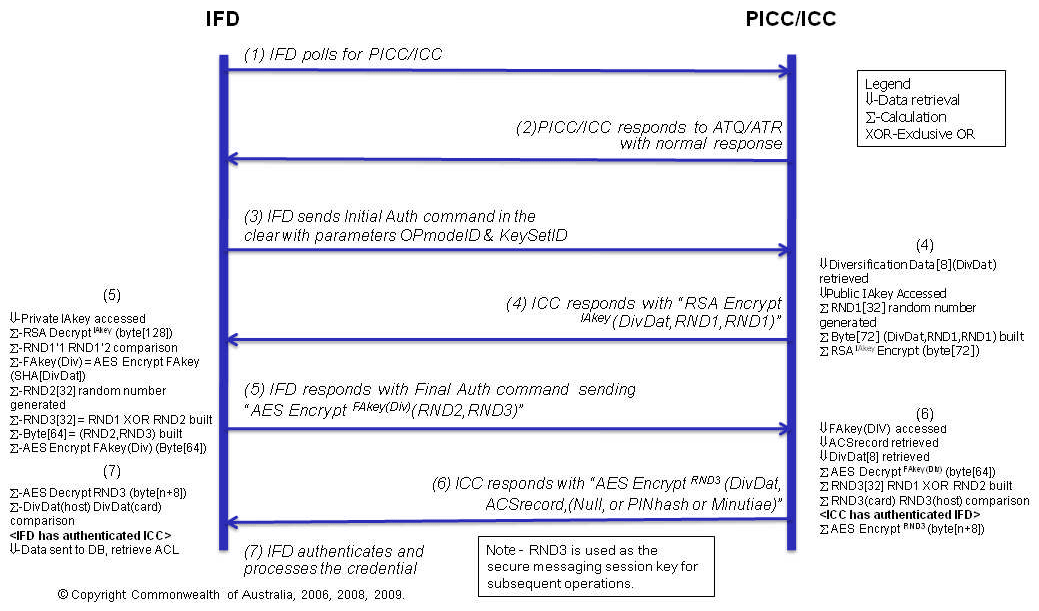 IFD
PICC/ICC
(1) IFD polls for PICC/ICC
Legend
⇓-Data retrieval
Σ-Calculation
XOR-Exclusive OR
(2)PICC/ICC responds to ATQ/ATR
with normal response
(3) IFD sends Initial Auth command in the
clear with parameters OPmodeID & KeySetID
(4)
⇓Diversification Data[8](DivDat)
retrieved
⇓Public IAkey Accessed
Σ RND1[32] random number
generated
Σ Byte[72] (DivDat,RND1,RND1) built
Σ RSA IAkey Encrypt (byte[72])
(4) ICC responds with “RSA Encrypt
IAkey(DivDat,RND1,RND1)”
(5)
⇓-Private IAkey accessed
Σ-RSA Decrypt IAkey (byte[128])
Σ-RND1'1 RND1'2 comparison
Σ-FAkey(Div) = AES Encrypt FAkey
(SHA[DivDat])
Σ-RND2[32] random number
generated
Σ-RND3[32] = RND1 XOR RND2 built
Σ-Byte[64] = (RND2,RND3) built
Σ-AES Encrypt FAkey(Div) (Byte[64])
(5) IFD responds with Final Auth command sending
“AES Encrypt FAkey(Div)(RND2,RND3)”
(6)
⇓FAkey(DIV) accessed
⇓ACSrecord retrieved
⇓DivDat[8] retrieved
Σ AES Decrypt FAkey(Div) (byte[64])
Σ RND3[32] RND1 XOR RND2 built
Σ RND3(card) RND3(host) comparison
<ICC has authenticated IFD>
Σ AES Encrypt RND3 (byte[n+8])
(6) ICC responds with “AES Encrypt RND3 (DivDat,
ACSrecord,(Null, or PINhash or Minutiae)”
(7)
Σ-AES Decrypt RND3 (byte[n+8])
Σ-DivDat(host) DivDat(card)
comparison
<IFD has authenticated ICC>
⇓-Data sent to DB, retrieve ACL
(7) IFD authenticates and
processes the credential
Note - RND3 is used as the
secure messaging session key for
subsequent operations.
© Copyright Commonwealth of Australia, 2006, 2008, 2009.